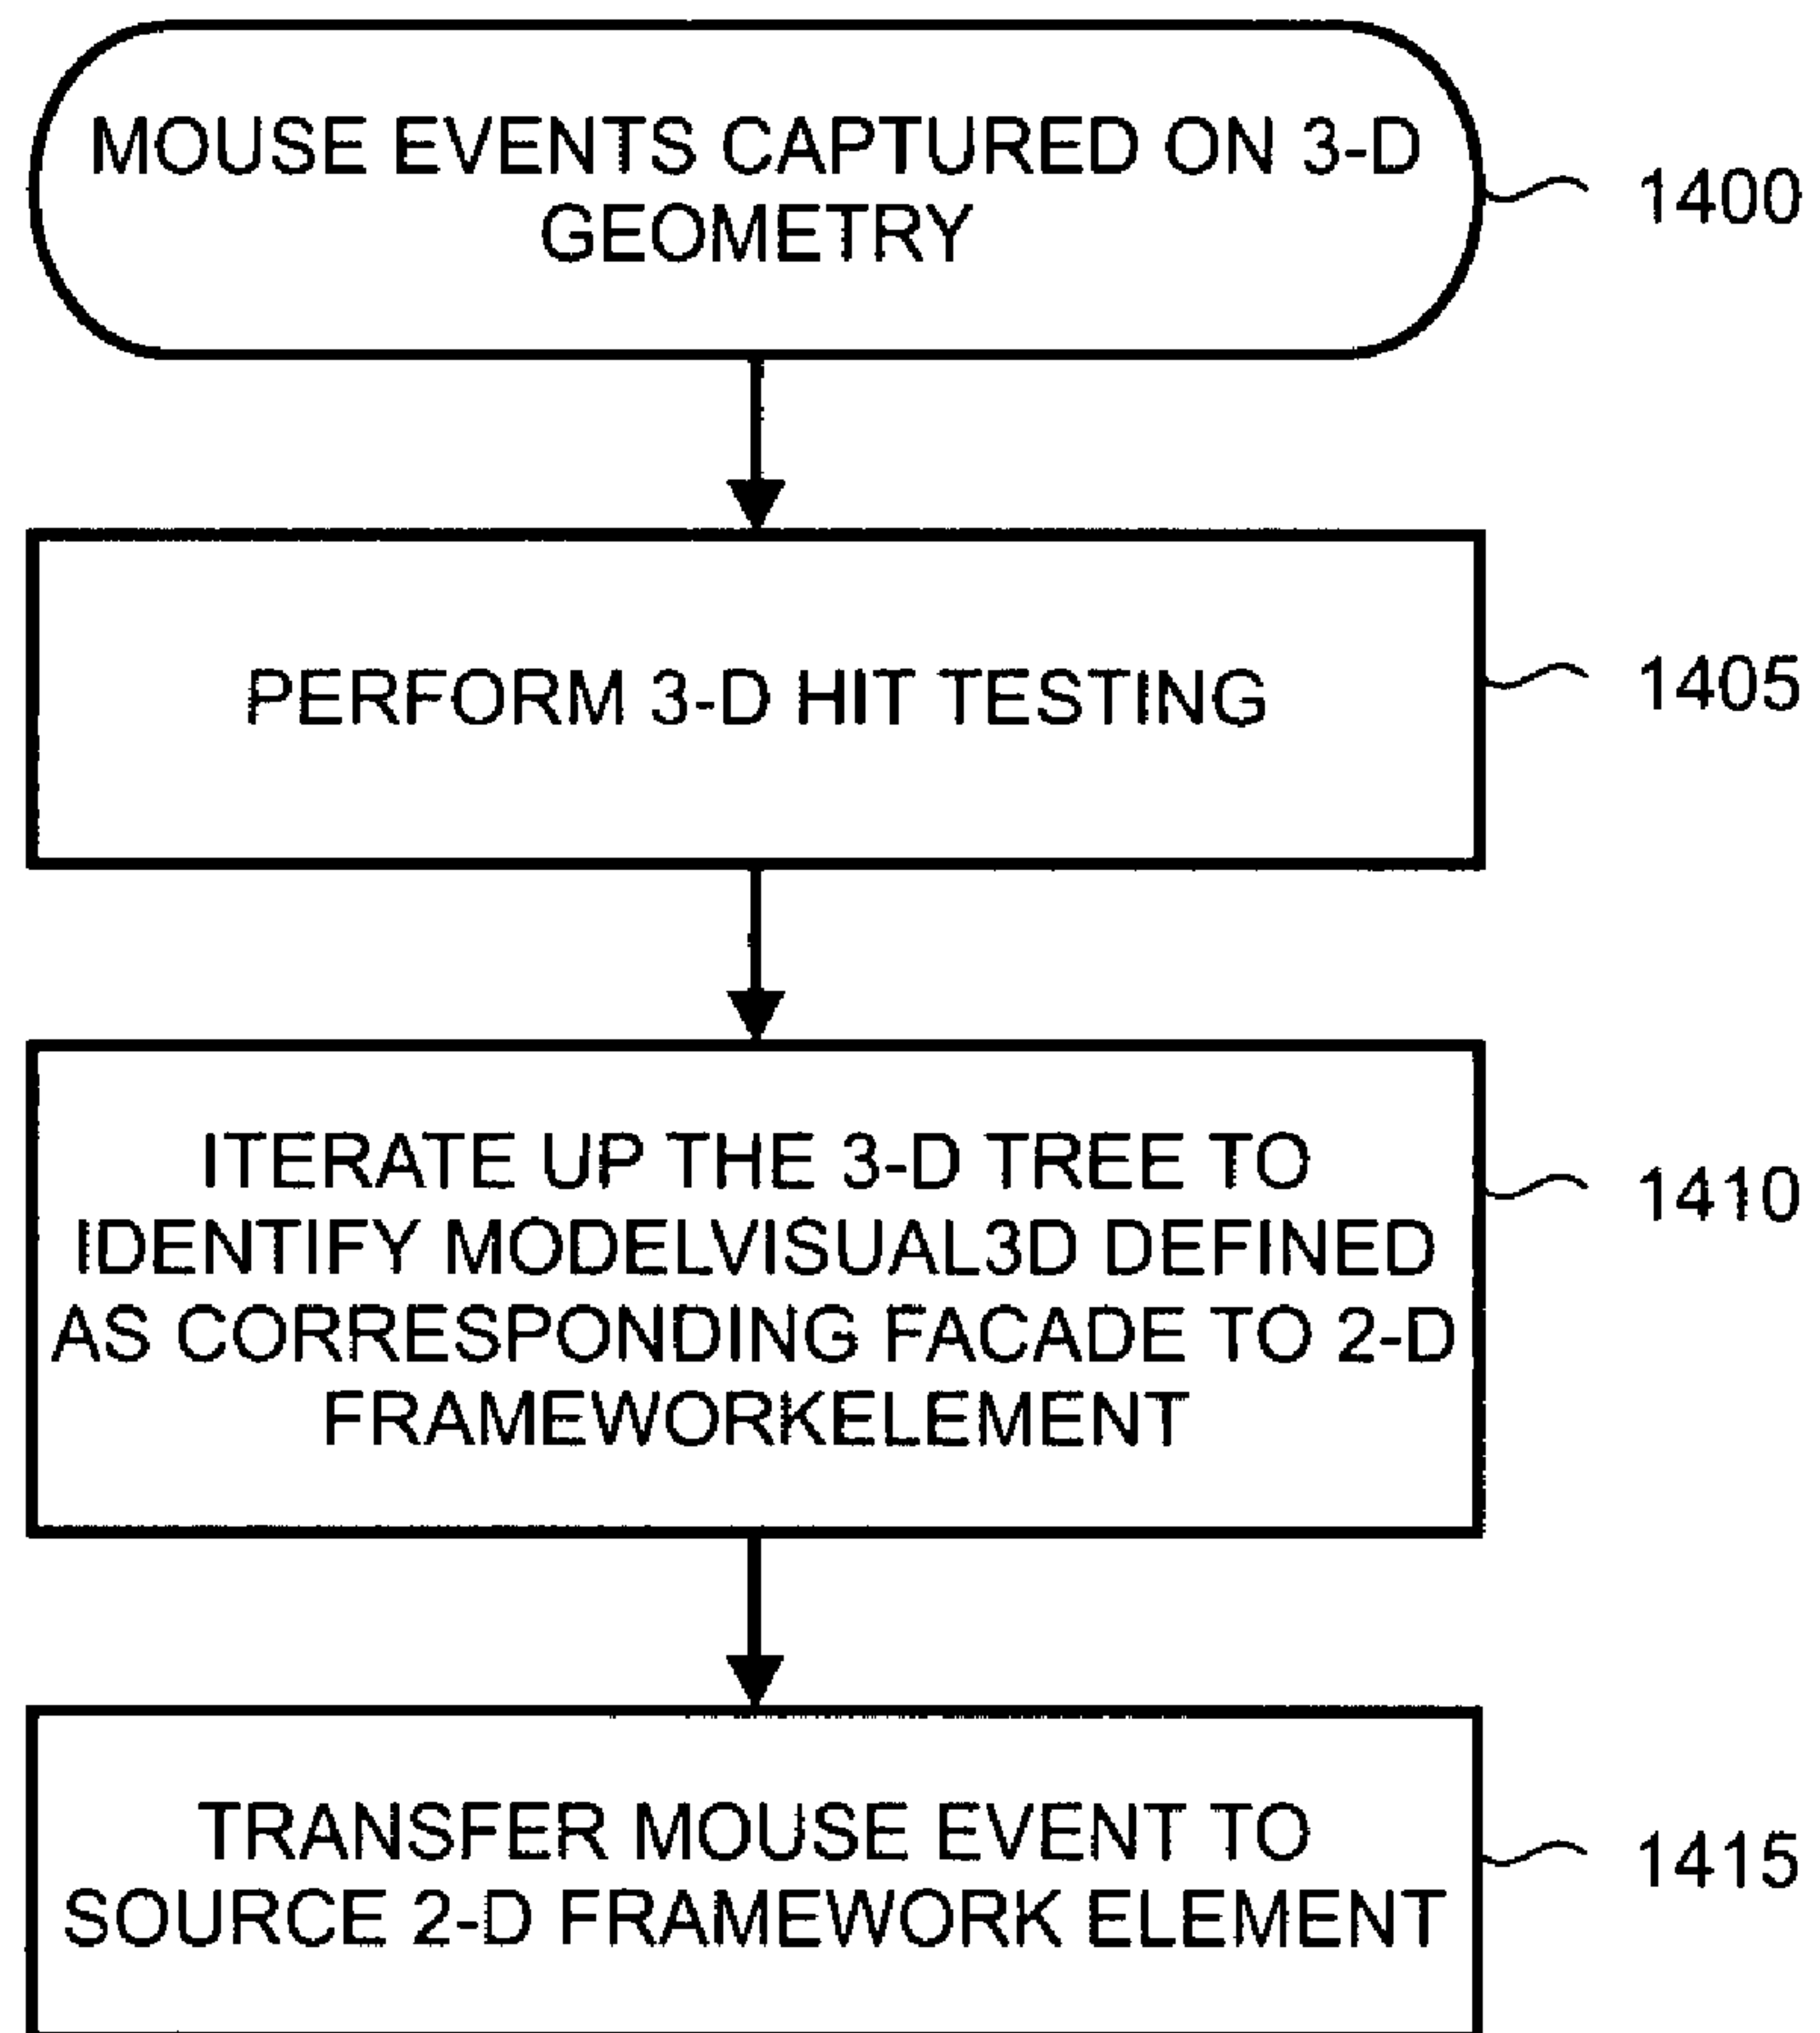 MOUSE EVENTS CAPTURED ON 3-D
GEOMETRY
1400
PERFORM 3-D HIT TESTING
1405
ITERATE UP THE 3-D TREE TO
IDENTIFY MODELVISUAL3D DEFINED
AS CORRESPONDING FACADE TO 2-D
FRAMEWORKELEMENT
1410
TRANSFER MOUSE EVENT TO
SOURCE 2-D FRAMEWORK ELEMENT
1415